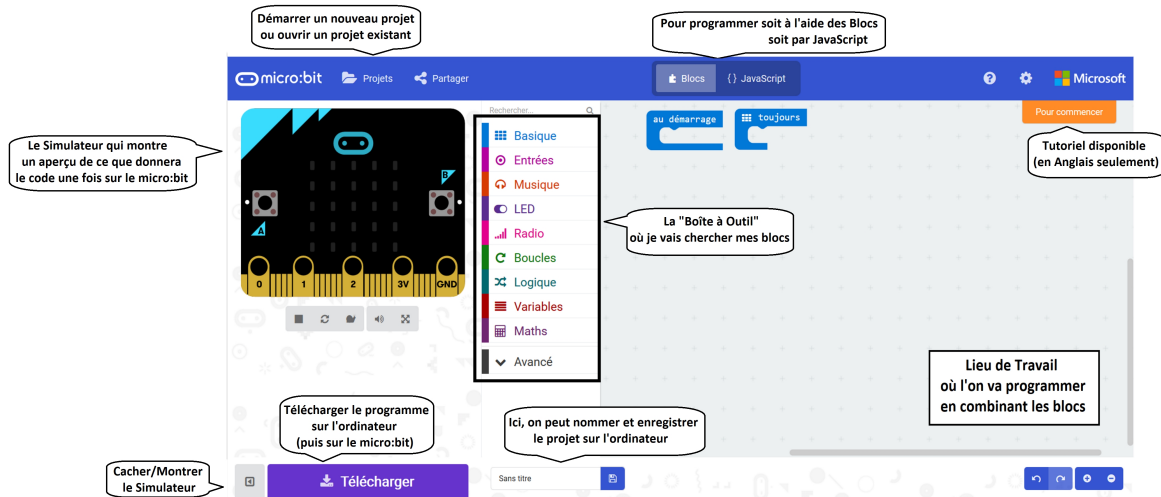 Démarrer un nouveau projet
ou ouvrir un projet existant
Pour programmer soit à l'aide des Blocs
soit par JavaScript
micro:bit
Projets
Partager
Blocs
{} JavaScript
?
Microsoft
Rechercher...
Pour commencer
Tutoriel disponible
(en Anglais seulement)
Le Simulateur qui montre
un aperçu de ce que donnera
le code une fois sur le micro:bit
A
B
0 1 2 3V GND
Basique
Entrées
Musique
LED
Radio
Boucles
Logique
Variables
Maths
Avancé
au démarrage
toujours
La "Boîte à Outil"
où je vais chercher mes blocs
Lieu de Travail
où l'on va programmer
en combinant les blocs
Télécharger le programme
sur l'ordinateur
(puis sur le micro:bit)
Ici, on peut nommer et enregistrer
le projet sur l'ordinateur
Cacher/Montrer
le Simulateur
Télécharger
Sans titre